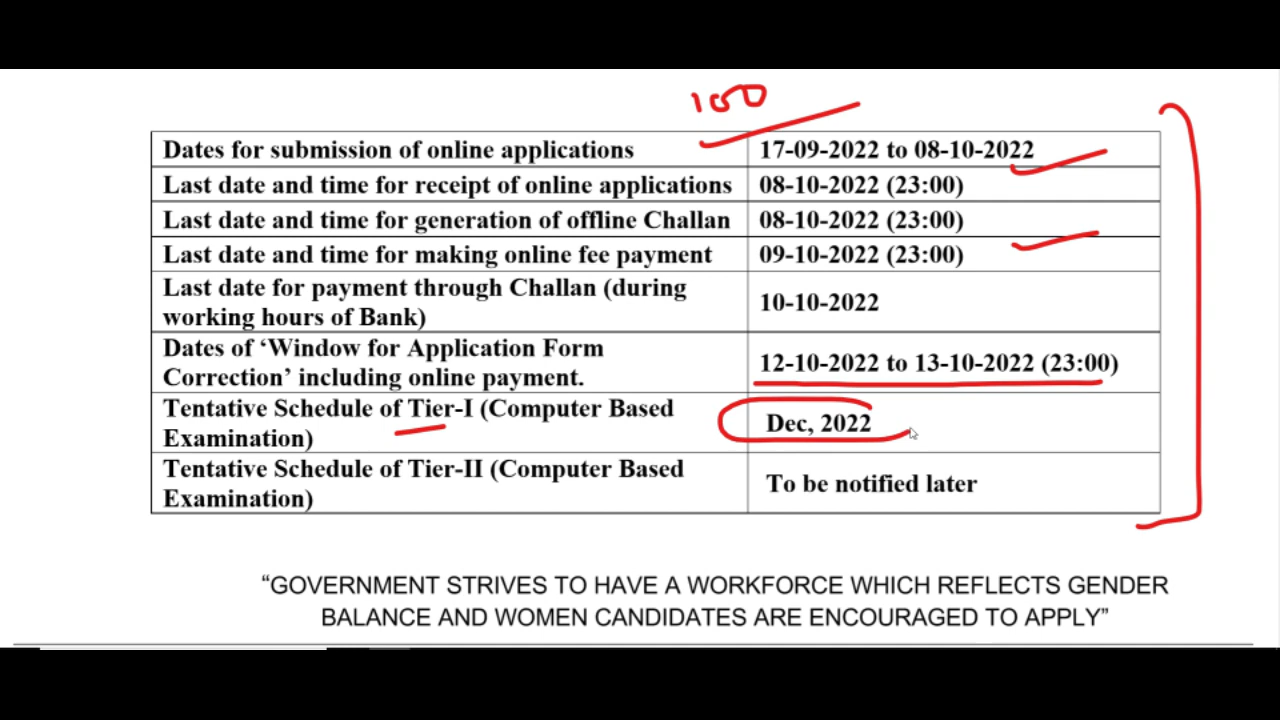 100
Dates for submission of online applications 17-09-2022 to 08-10-2022
Last date and time for receipt of online applications 08-10-2022 (23:00)
Last date and time for generation of offline Challan 08-10-2022 (23:00)
Last date and time for making online fee payment 09-10-2022 (23:00)
Last date for payment through Challan (during
working hours of Bank) 10-10-2022
Dates of ‘Window for Application Form
Correction’ including online payment. 12-10-2022 to 13-10-2022 (23:00)
Tentative Schedule of Tier-I (Computer Based
Examination) Dec, 2022
Tentative Schedule of Tier-II (Computer Based
Examination) To be notified later
“GOVERNMENT STRIVES TO HAVE A WORKFORCE WHICH REFLECTS GENDER
BALANCE AND WOMEN CANDIDATES ARE ENCOURAGED TO APPLY”